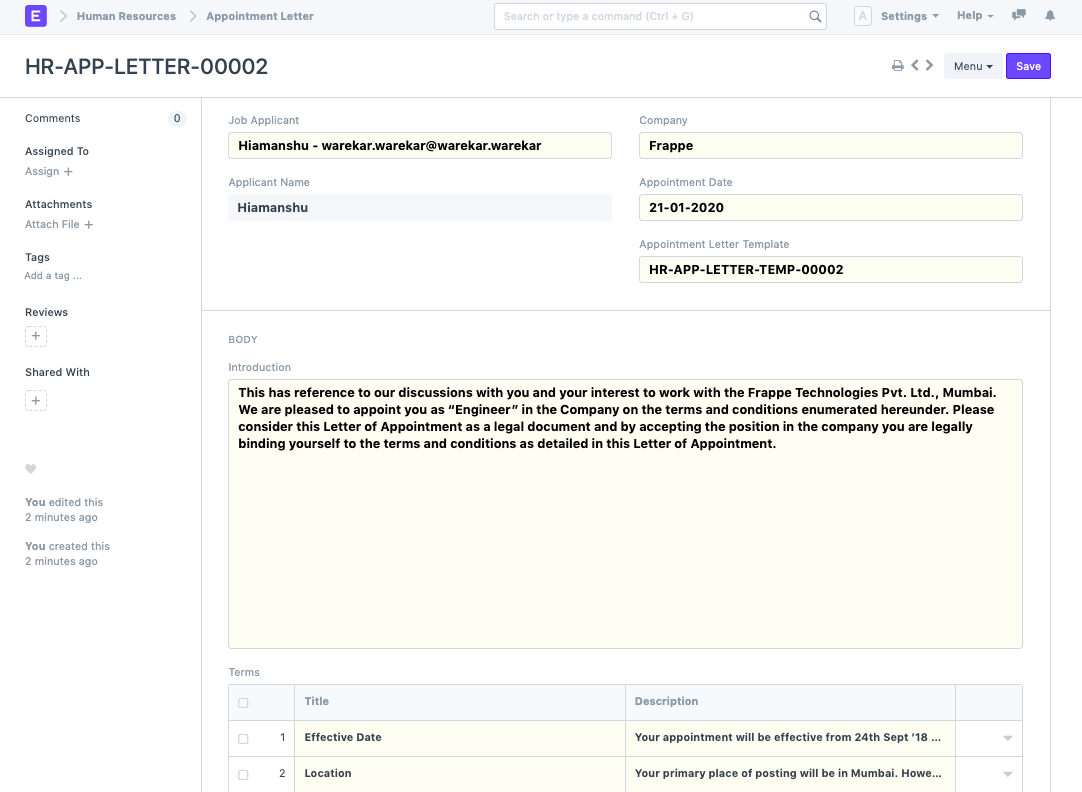 E Human Resources Appointment Letter Search or type a command (Ctrl + G) A Settings Help
HR-APP-LETTER-00002 Menu Save
Comments 0
Assigned To
Assign +
Attachments
Attach File +
Tags
Add a tag ...
Reviews
+
Shared With
+
You edited this
2 minutes ago
You created this
2 minutes ago
Job Applicant
Hiamanshu - warekar.warekar@warekar.warekar
Applicant Name
Hiamanshu
Company
Frappe
Appointment Date
21-01-2020
Appointment Letter Template
HR-APP-LETTER-TEMP-00002
BODY
Introduction
This has reference to our discussions with you and your interest to work with the Frappe Technologies Pvt. Ltd., Mumbai.
We are pleased to appoint you as “Engineer” in the Company on the terms and conditions enumerated hereunder. Please
consider this Letter of Appointment as a legal document and by accepting the position in the company you are legally
binding yourself to the terms and conditions as detailed in this Letter of Appointment.
Terms
Title Description
1 Effective Date Your appointment will be effective from 24th Sept ’18 ...
2 Location Your primary place of posting will be in Mumbai. Howe...